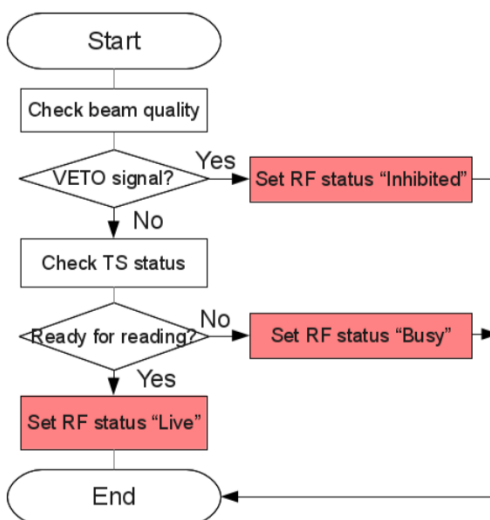 Start
Check beam quality
VETO signal?
Yes
Set RF status “Inhibited”
No
Check TS status
Ready for reading?
No
Set RF status “Busy”
Yes
Set RF status “Live”
End